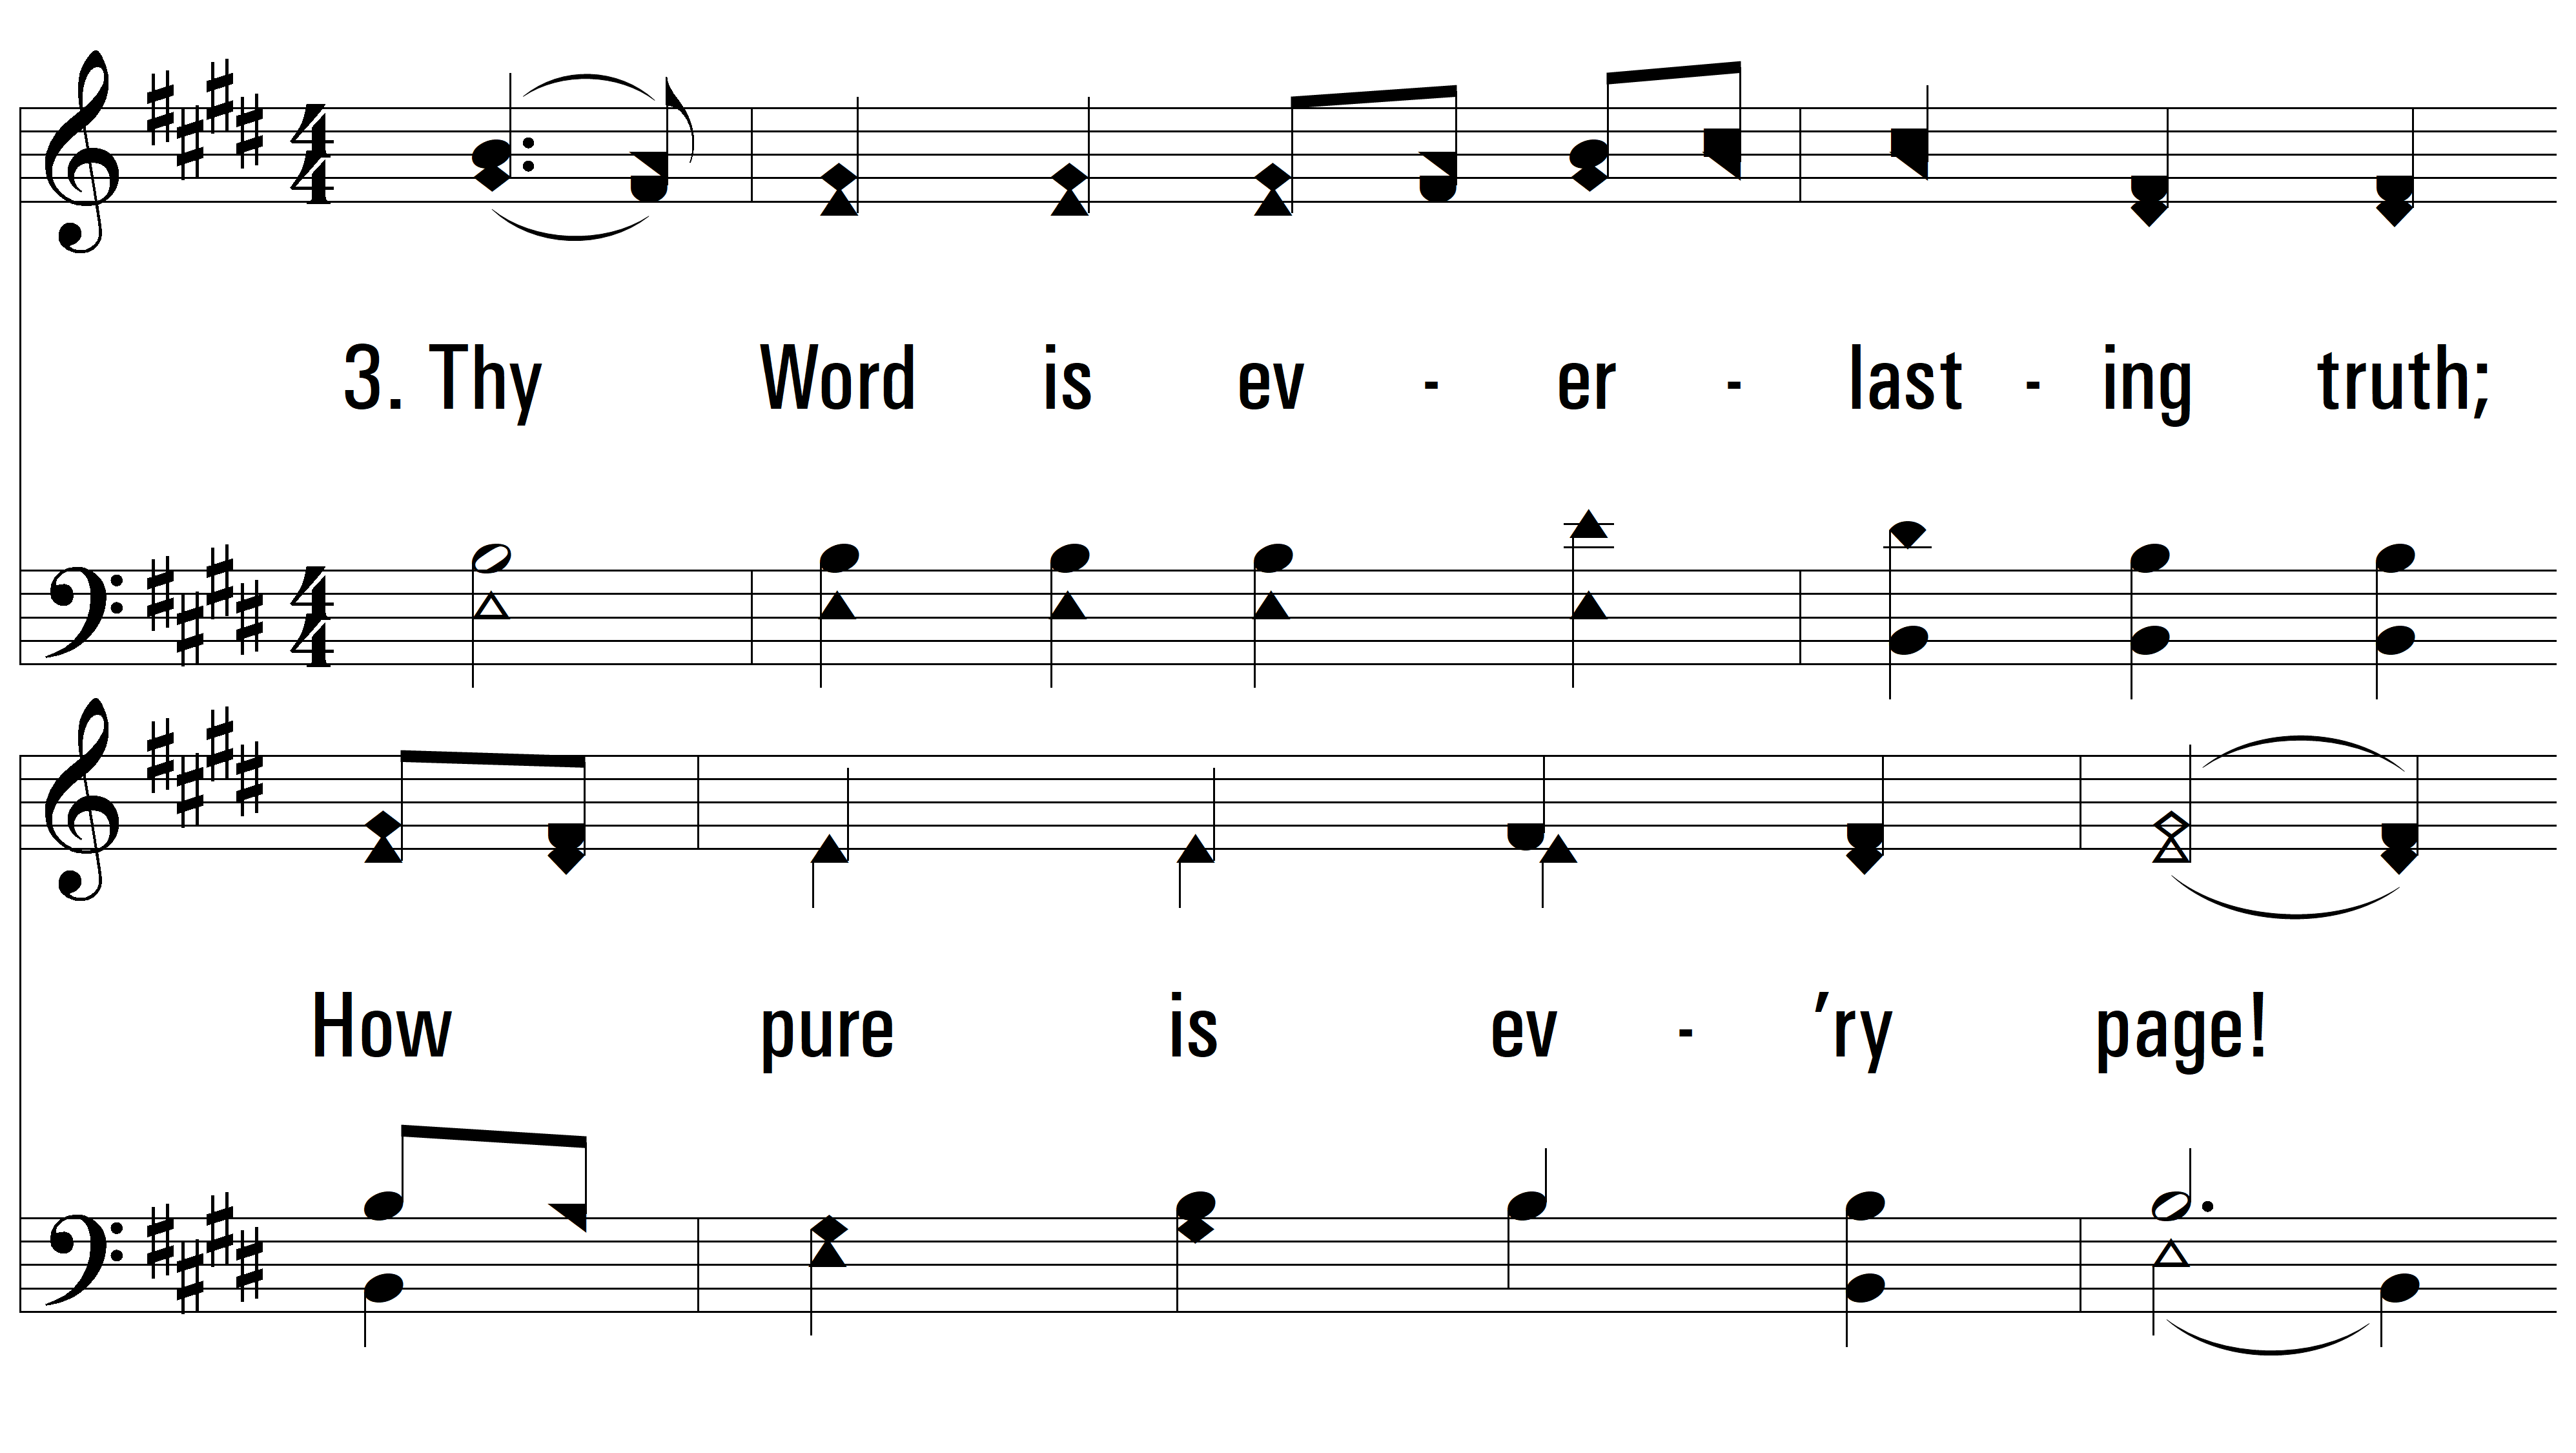 3. Thy Word is ev - er - last - ing truth;
How pure is ev - ’ry page!